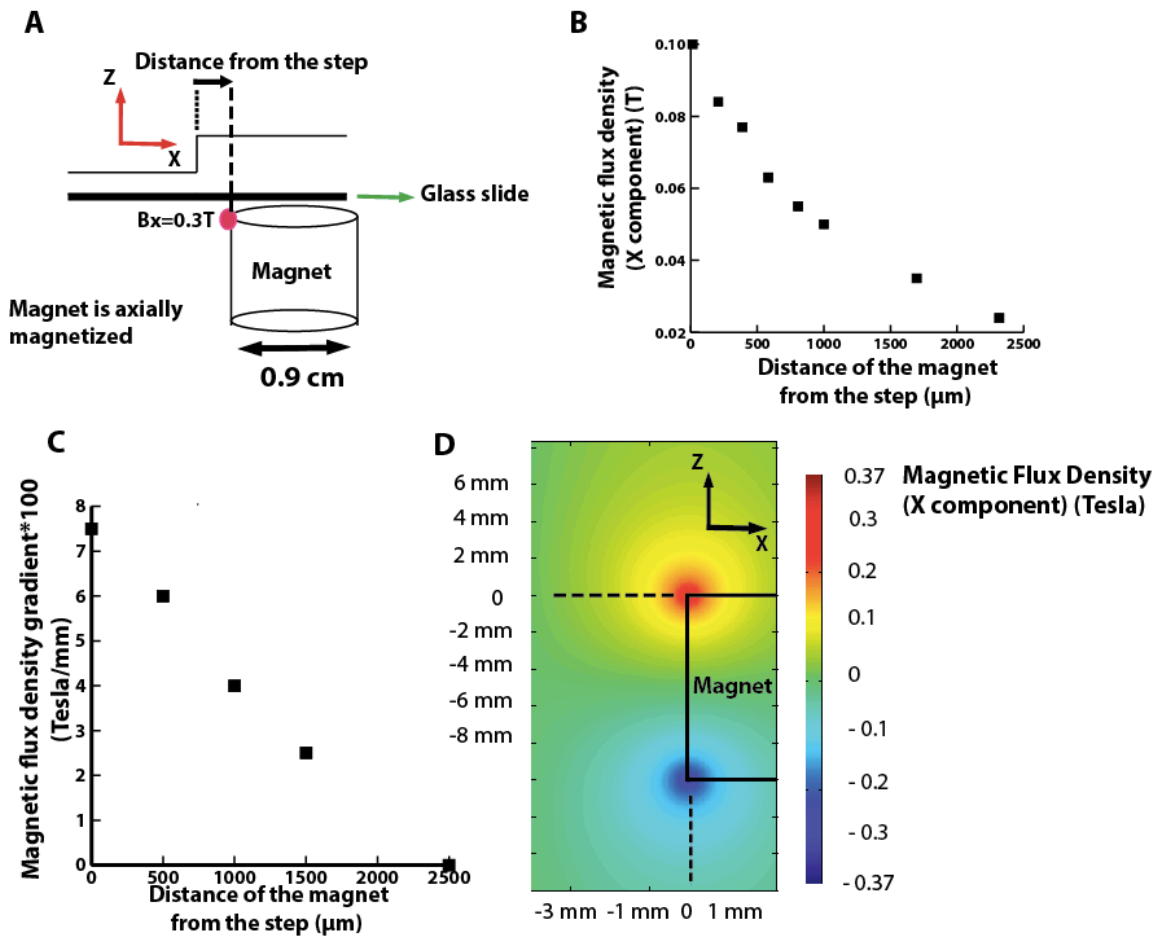 A
Distance from the step
Z
X
Glass slide
Bx=0.3T
Magnet
Magnet is axially
magnetized
0.9 cm
B
Magnetic flux density
(X component) (T)
0.10
0.08
0.06
0.04
0.02
0 500 1000 1500 2000 2500
Distance of the magnet
from the step (µm)
C
Magnetic flux density gradient*100
(Tesla/mm)
8
7
6
5
4
3
2
1
0
0 500 1000 1500 2000 2500
Distance of the magnet
from the step (µm)
D
6 mm
4 mm
2 mm
0
-2 mm
-4 mm
-6 mm
-8 mm
Z
X
Magnet
-3 mm -1 mm 0 1 mm
0.37
0.3
0.2
0.1
0
- 0.1
- 0.2
- 0.3
- 0.37
Magnetic Flux Density
(X component) (Tesla)